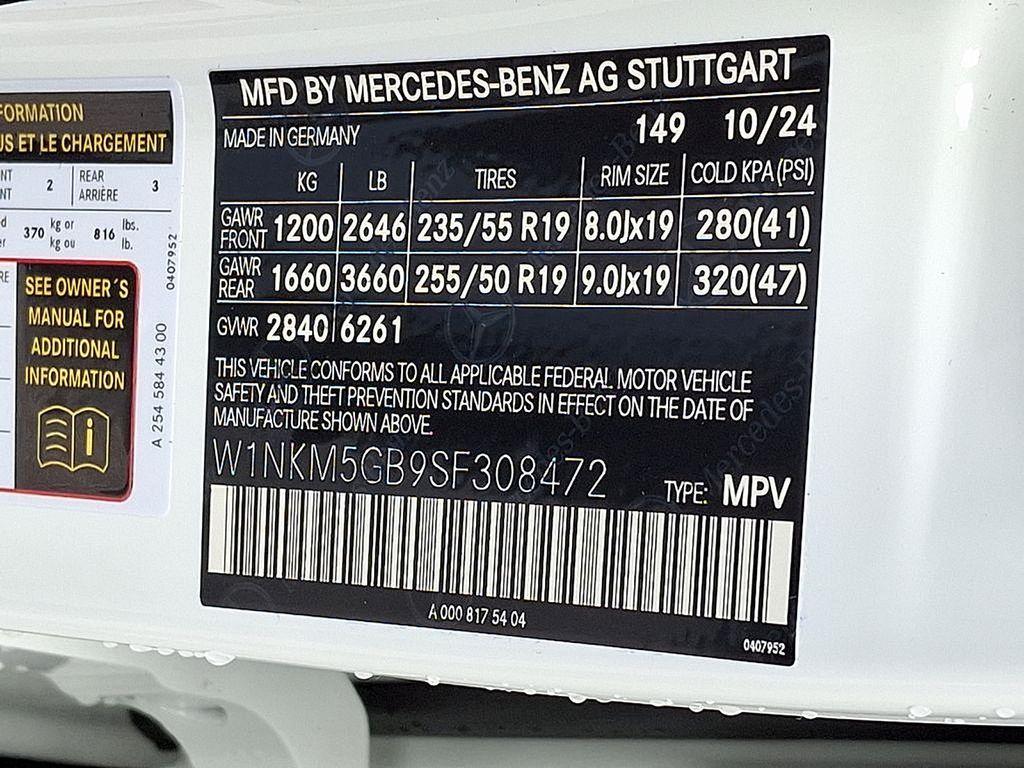 FORMATION
US ET LE CHARGEMENT
NT 2 REAR 3
NT ARRIÈRE
370 kg or 816 lbs.
kg ou lb.
0407952
RE
SEE OWNER´S
MANUAL FOR
ADDITIONAL
INFORMATION
i
A 254 584 43 00
MFD BY MERCEDES-BENZ AG STUTTGART
MADE IN GERMANY 149 10/24
KG LB TIRES RIM SIZE COLD KPA(PSI)
GAWR FRONT 1200 2646 235/55 R19 8.0Jx19 280(41)
GAWR REAR 1660 3660 255/50 R19 9.0Jx19 320(47)
GVWR 2840 6261
THIS VEHICLE CONFORMS TO ALL APPLICABLE FEDERAL MOTOR VEHICLE
SAFETY AND THEFT PREVENTION STANDARDS IN EFFECT ON THE DATE OF
MANUFACTURE SHOWN ABOVE.
W1NKM5GB9SF308472 TYPE: MPV
A 000 817 54 04
0407952